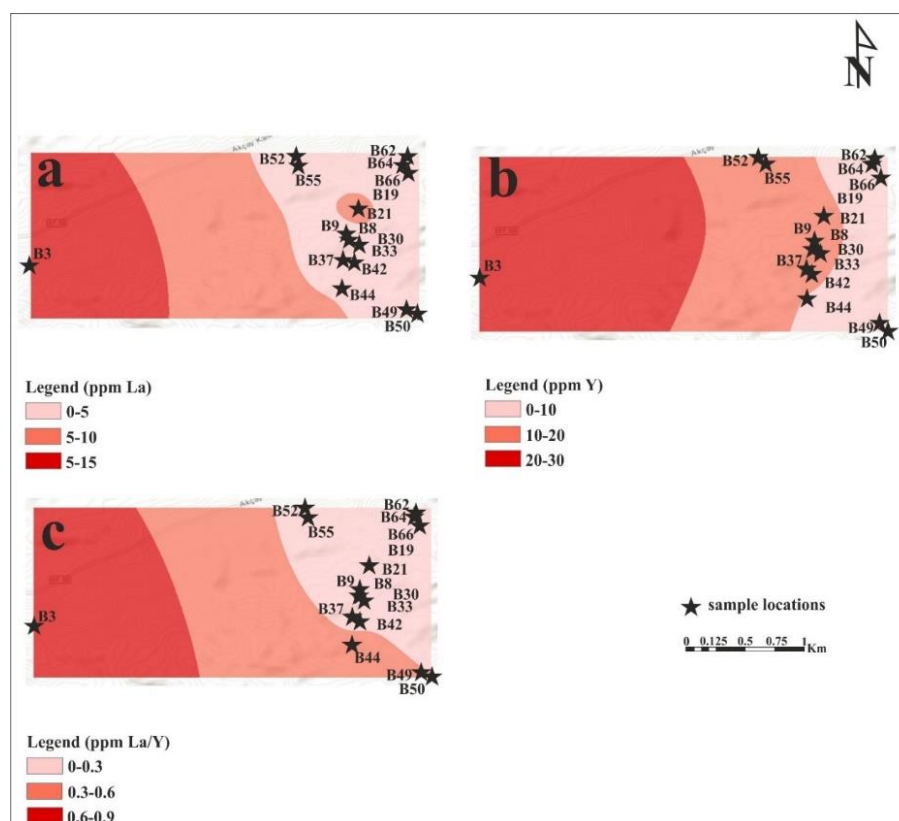 N
a
Akçay
B52
B55
B62
B64
B66
B19
B21
B9
B8
B30
B33
B37
B42
B44
B49
B50
B3
Legend (ppm La)
0-5
5-10
5-15
b
Akçay
B52
B55
B62
B64
B66
B19
B21
B9
B8
B30
B33
B37
B42
B44
B49
B50
B3
Legend (ppm Y)
0-10
10-20
20-30
c
Akçay
B52
B55
B62
B64
B66
B19
B21
B9
B8
B30
B33
B37
B42
B44
B49
B50
B3
Legend (ppm La/Y)
0-0.3
0.3-0.6
0.6-0.9
sample locations
0 0.125 0.5 0.75 1
Km